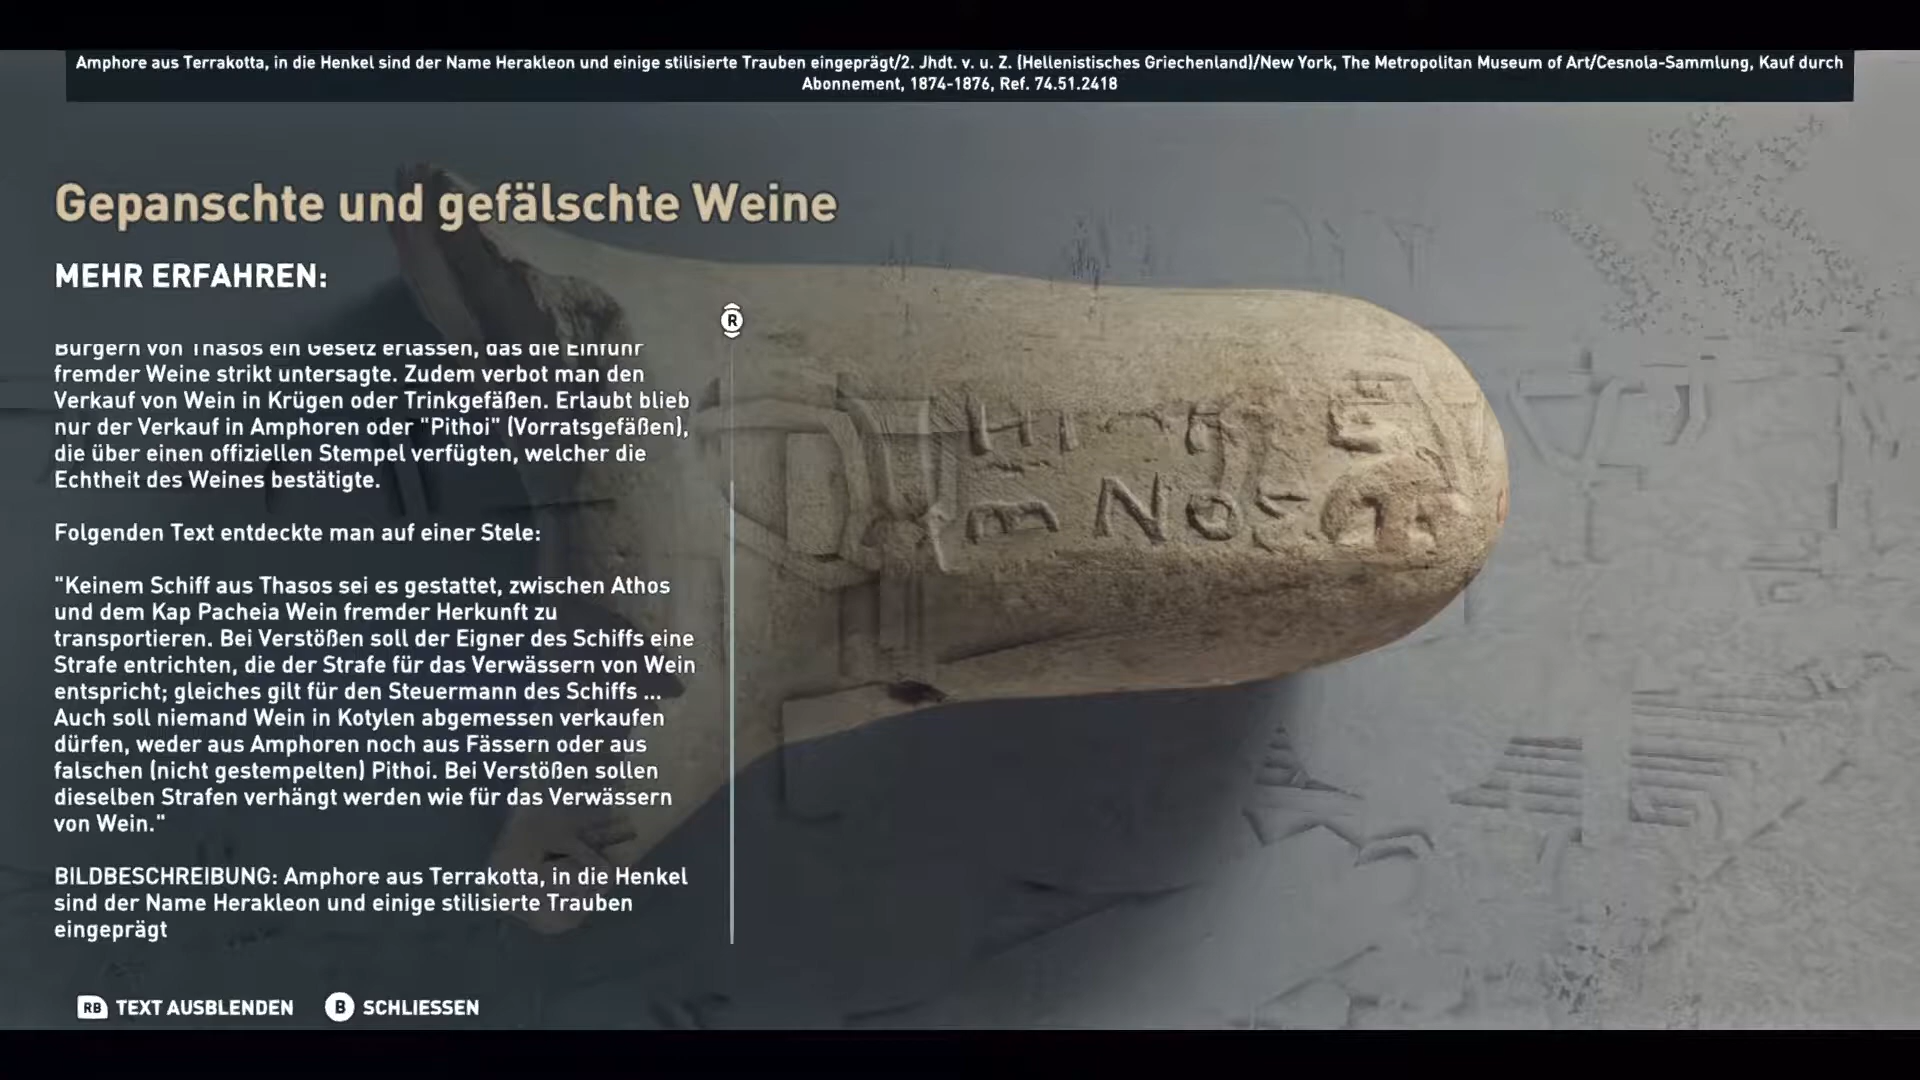 Amphore aus Terrakotta, in die Henkel sind der Name Herakleon und einige stilisierte Trauben eingeprägt/2. Jhdt. v. u. Z. (Hellenistisches Griechenland)/New York, The Metropolitan Museum of Art/Cesnola-Sammlung, Kauf durch
Abonnement, 1874-1876, Ref. 74.51.2418
Gepanschte und gefälschte Weine
MEHR ERFAHREN:
R
Bürgern von Thasos ein Gesetz erlassen, das die Einfuhr
fremder Weine strikt untersagte. Zudem verbot man den
Verkauf von Wein in Krügen oder Trinkgefäßen. Erlaubt blieb
nur der Verkauf in Amphoren oder "Pithoi" (Vorratsgefäßen),
die über einen offiziellen Stempel verfügten, welcher die
Echtheit des Weines bestätigte.
Folgenden Text entdeckte man auf einer Stele:
"Keinem Schiff aus Thasos sei es gestattet, zwischen Athos
und dem Kap Pacheia Wein fremder Herkunft zu
transportieren. Bei Verstößen soll der Eigner des Schiffs eine
Strafe entrichten, die der Strafe für das Verwässern von Wein
entspricht; gleiches gilt für den Steuermann des Schiffs ...
Auch soll niemand Wein in Kotylen abgemessen verkaufen
dürfen, weder aus Amphoren noch aus Fässern oder aus
falschen (nicht gestempelten) Pithoi. Bei Verstößen sollen
dieselben Strafen verhängt werden wie für das Verwässern
von Wein."
BILDBESCHREIBUNG: Amphore aus Terrakotta, in die Henkel
sind der Name Herakleon und einige stilisierte Trauben
eingeprägt
RB TEXT AUSBLENDEN B SCHLIESSEN